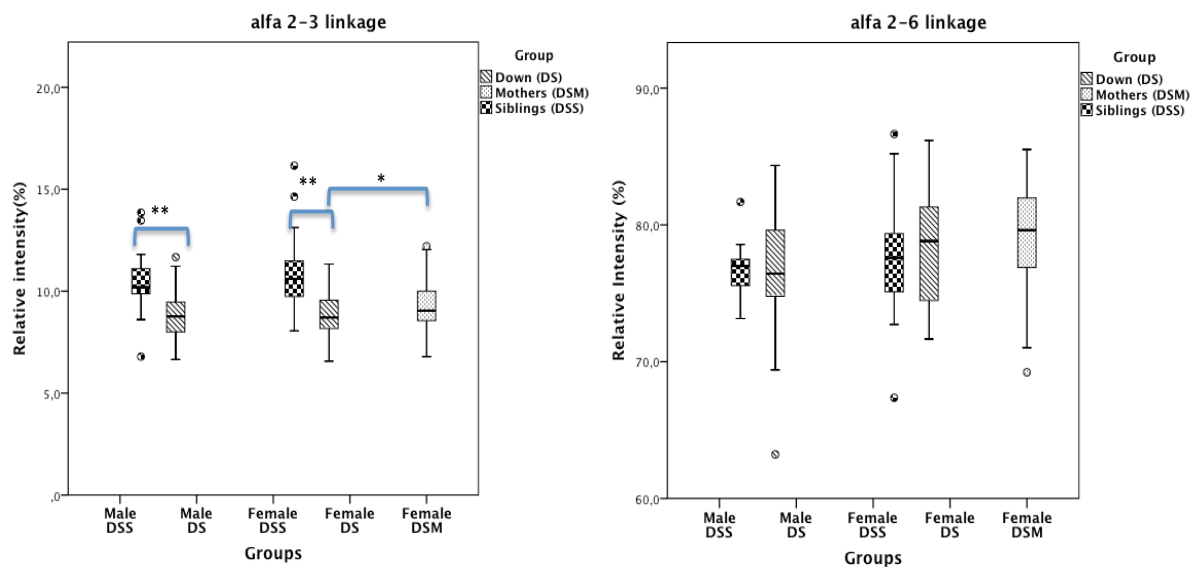 alfa 2-3 linkage
Relative intensity(%)
20,0
15,0
10,0
5,0
,0
**
**
*
Male
DSS
Male
DS
Female
DSS
Female
DS
Female
DSM
Groups
Group
Down (DS)
Mothers (DSM)
Siblings (DSS)
alfa 2-6 linkage
Relative Intensity (%)
90,0
80,0
70,0
60,0
Male
DSS
Male
DS
Female
DSS
Female
DS
Female
DSM
Groups
Group
Down (DS)
Mothers (DSM)
Siblings (DSS)